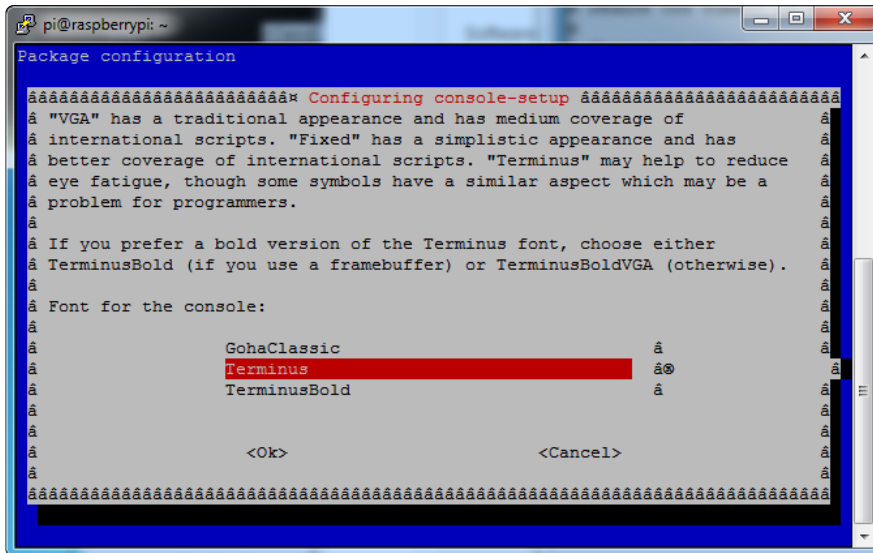 pi@raspberrypi: ~
Package configuration
ââââââââââââââââââââââââââ¤ Configuring console-setup âââââââââââââââââââââââââ
â "VGA" has a traditional appearance and has medium coverage of â
â international scripts. "Fixed" has a simplistic appearance and has â
â better coverage of international scripts. "Terminus" may help to reduce â
â eye fatigue, though some symbols have a similar aspect which may be a â
â problem for programmers. â
â â
â If you prefer a bold version of the Terminus font, choose either â
â TerminusBold (if you use a framebuffer) or TerminusBoldVGA (otherwise). â
â â
â Font for the console: â
â â
â GohaClassic â â
â Terminus â® â
â TerminusBold â â
â â
â â
â <Ok> <Cancel> â
â â
âââââââââââââââââââââââââââââââââââââââââââââââââââââââââââââââââââââââââââââ